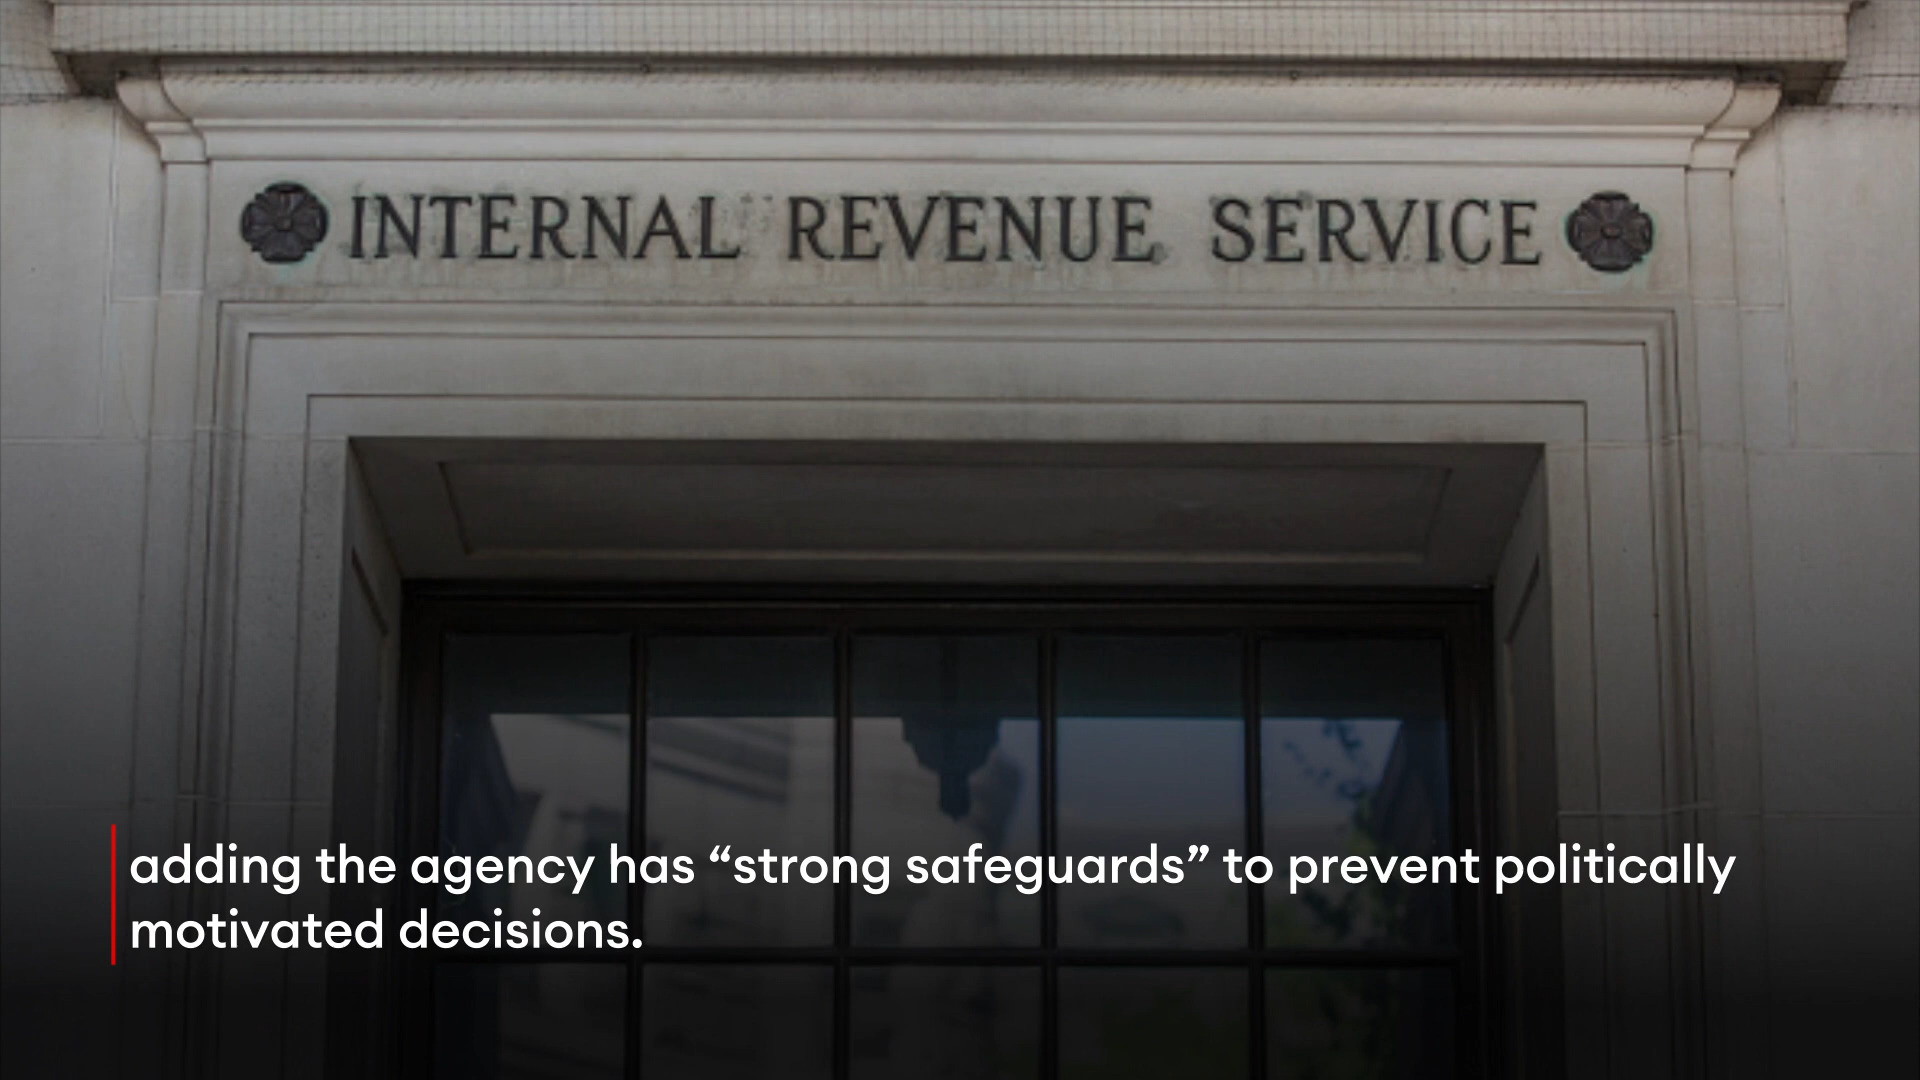 INTERNAL REVENUE SERVICE
adding the agency has “strong safeguards” to prevent politically
motivated decisions.